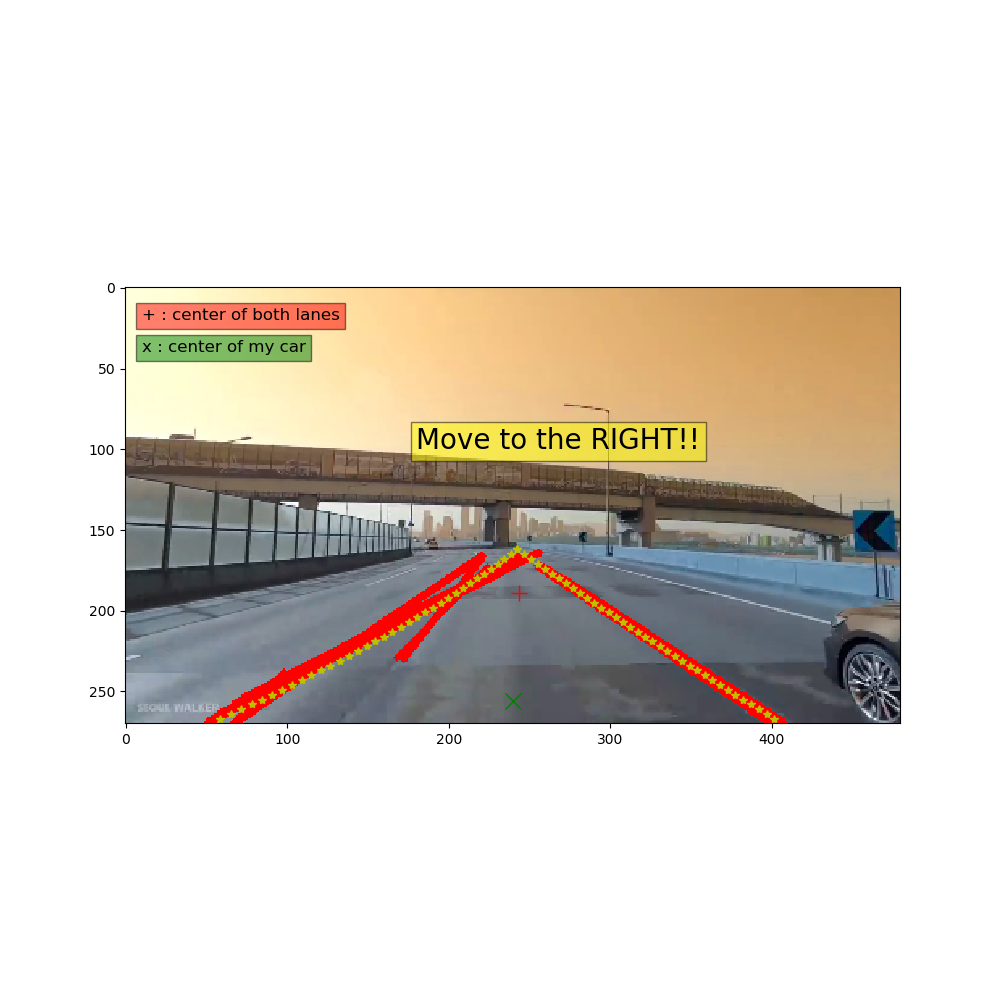 0
50
100
150
200
250
+ : center of both lanes
x : center of my car
Move to the RIGHT!!
SEOUL WALKER
0
100
200
300
400